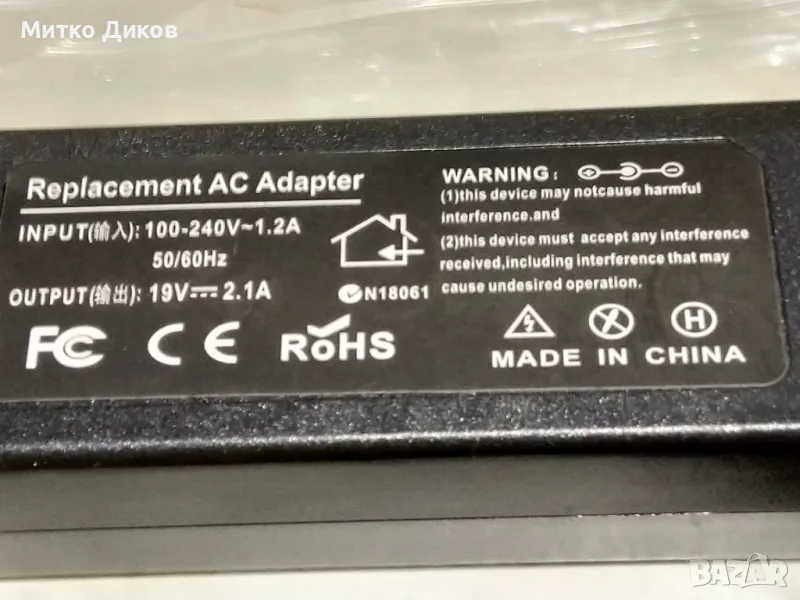 Митко Диков
Replacement AC Adapter
INPUT(输入): 100-240V~1.2A
50/60Hz
OUTPUT(输出): 19V⎓2.1A
N18061
FC CE RoHS
WARNING:
(1)this device may notcause harmful
interference.and
(2)this device must accept any interference
received,including interference that may
cause undesired operation.
H
MADE IN CHINA
BAZAR